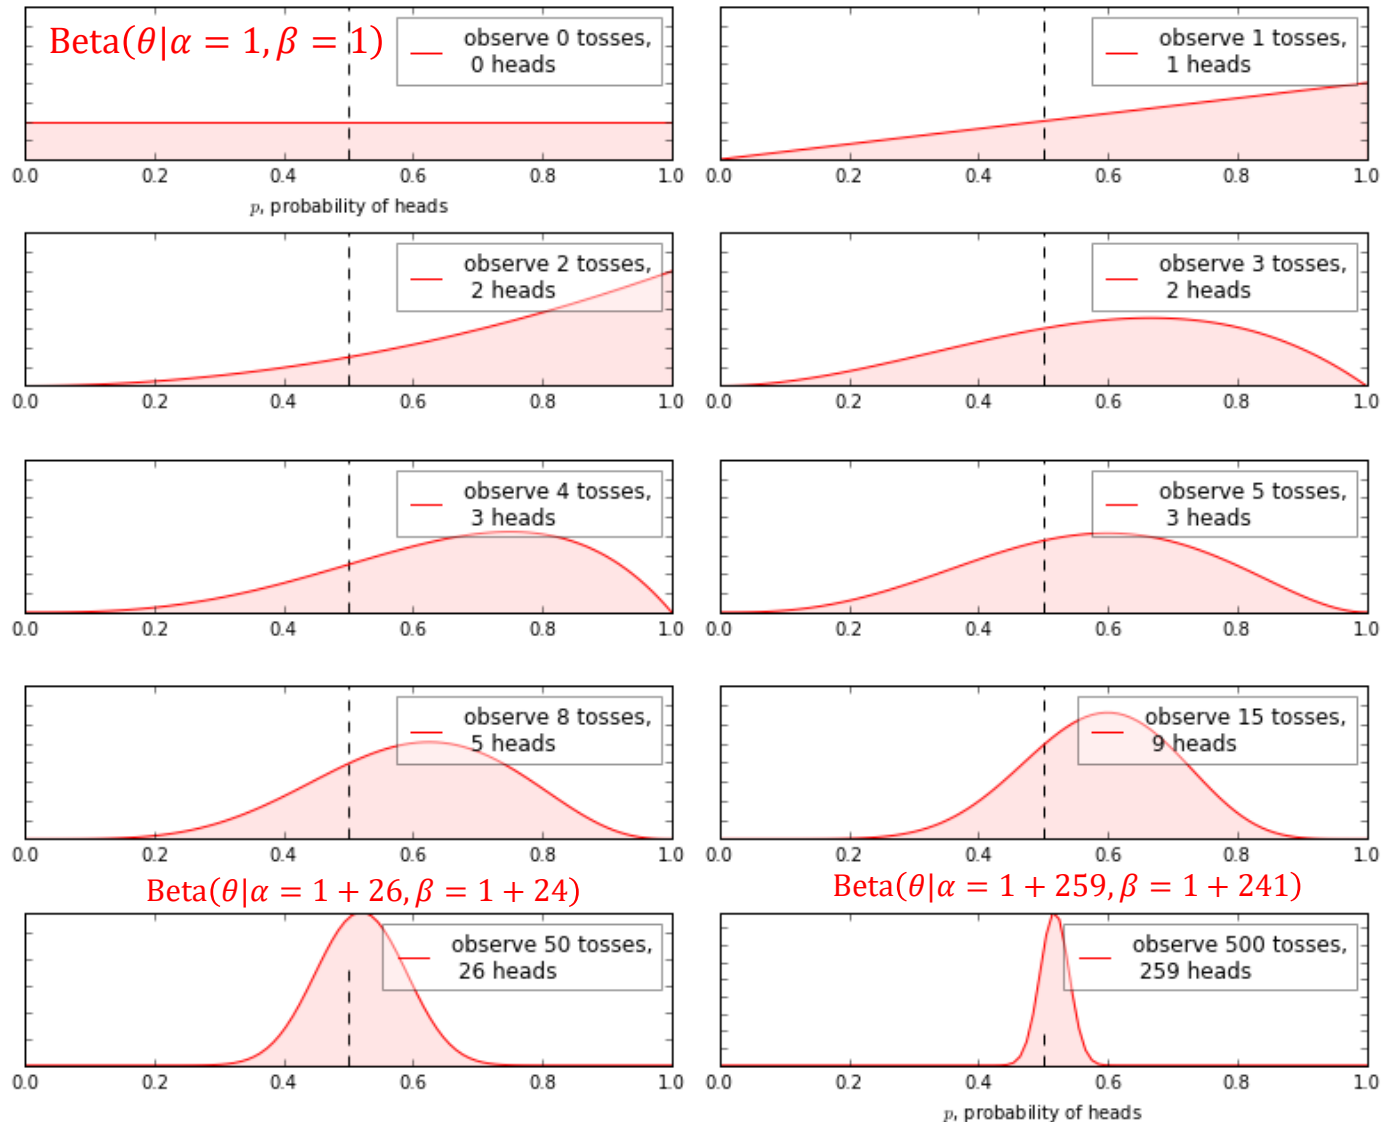 Beta(θ|α = 1, β = 1)
observe 0 tosses,
0 heads
0.0 0.2 0.4 0.6 0.8 1.0
p, probability of heads
observe 1 tosses,
1 heads
0.0 0.2 0.4 0.6 0.8 1.0
observe 2 tosses,
2 heads
0.0 0.2 0.4 0.6 0.8 1.0
observe 3 tosses,
2 heads
0.0 0.2 0.4 0.6 0.8 1.0
observe 4 tosses,
3 heads
0.0 0.2 0.4 0.6 0.8 1.0
observe 5 tosses,
3 heads
0.0 0.2 0.4 0.6 0.8 1.0
observe 8 tosses,
5 heads
0.0 0.2 0.4 0.6 0.8 1.0
observe 15 tosses,
9 heads
0.0 0.2 0.4 0.6 0.8 1.0
Beta(θ|α = 1 + 26, β = 1 + 24)
observe 50 tosses,
26 heads
0.0 0.2 0.4 0.6 0.8 1.0
Beta(θ|α = 1 + 259, β = 1 + 241)
observe 500 tosses,
259 heads
0.0 0.2 0.4 0.6 0.8 1.0
p, probability of heads